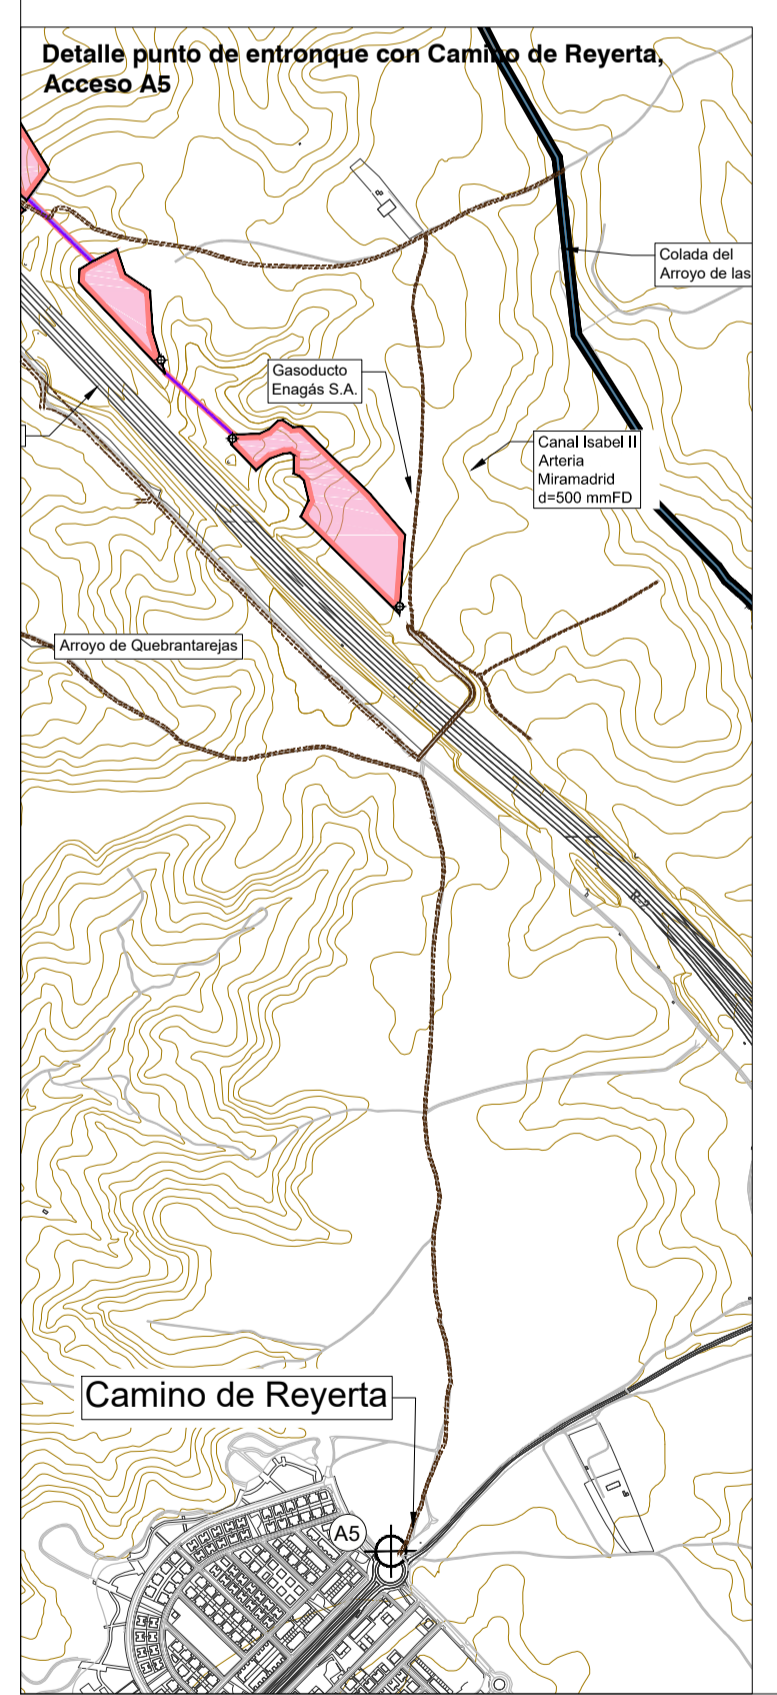 Detalle punto de entronque con Camino de Reyerta,
Acceso A5
Colada del
Arroyo de las
Gasoducto
Enagás S.A.
Canal Isabel II
Arteria
Miramadrid
d=500 mmFD
Arroyo de Quebrantarejas
R-2
Camino de Reyerta
A5